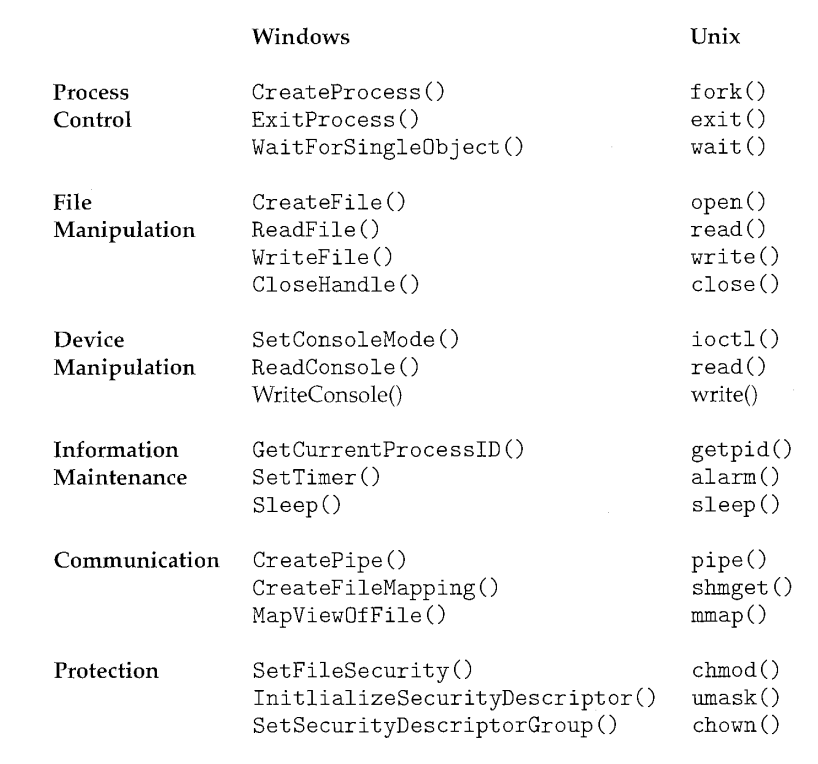 Windows Unix
Process CreateProcess() fork()
Control ExitProcess() exit()
WaitForSingleObject() wait()
File CreateFile() open()
Manipulation ReadFile() read()
WriteFile() write()
CloseHandle() close()
Device SetConsoleMode() ioctl()
Manipulation ReadConsole() read()
WriteConsole() write()
Information GetCurrentProcessID() getpid()
Maintenance SetTimer() alarm()
Sleep() sleep()
Communication CreatePipe() pipe()
CreateFileMapping() shmget()
MapViewOfFile() mmap()
Protection SetFileSecurity() chmod()
InitlializeSecurityDescriptor() umask()
SetSecurityDescriptorGroup() chown()